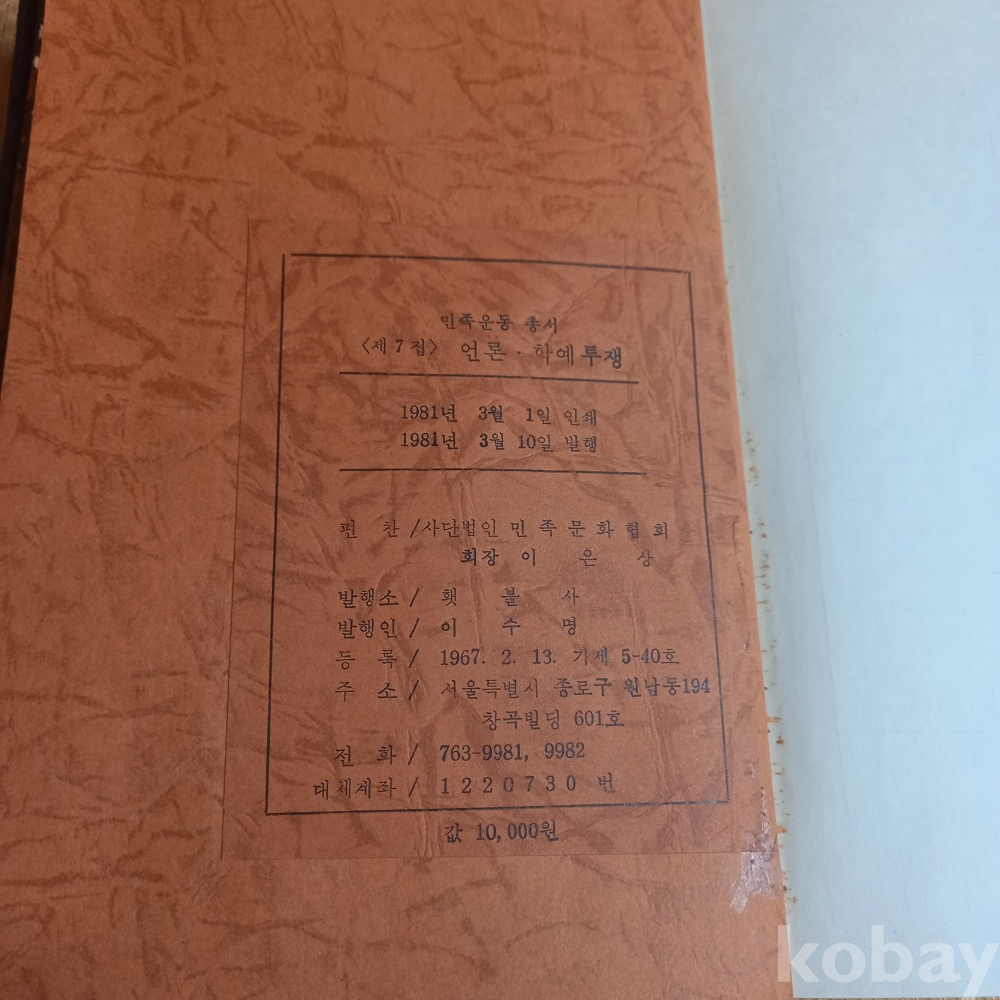 민족운동 총서
〈제 7 집〉 언론 · 학예투쟁
1981년 3월 1일 인쇄
1981년 3월 10일 발행
편 찬 /사단법인 민 족 문 화 협 회
회장 이 은 상
발행소 / 횃 불 사
발행인 / 이 수 명
등 록 / 1967. 2. 13. 가제 5-40호
주 소 / 서울특별시 종로구 원남동194
창곡빌딩 601호
전 화 / 763-9981, 9982
대체계좌 / 1 2 2 0 7 3 0 번
값 10,000원
kobay